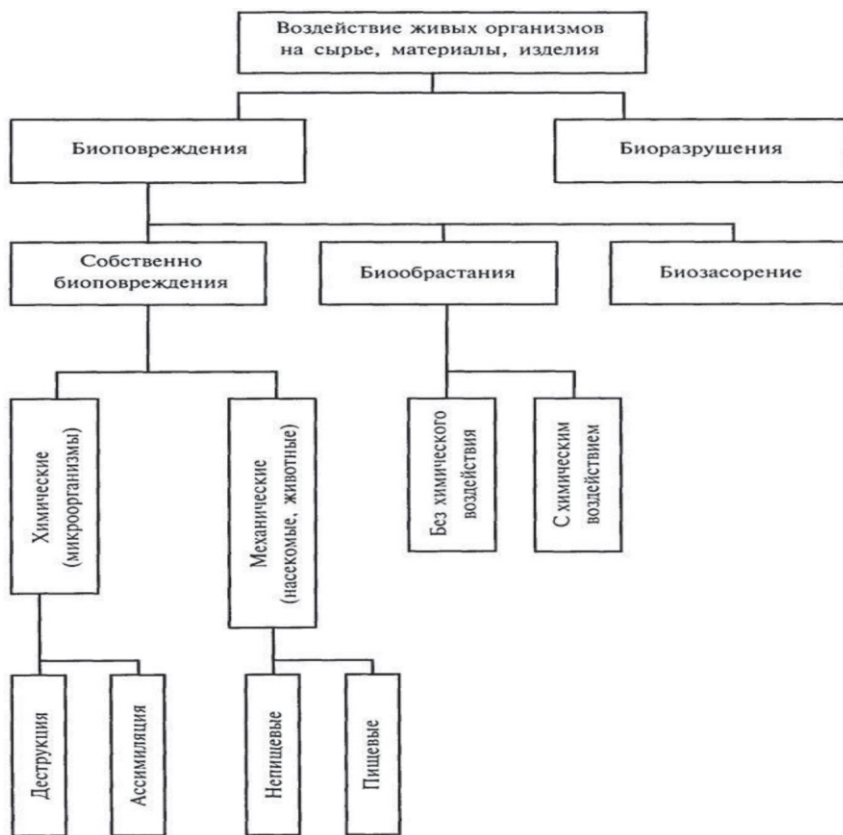 Воздействие живых организмов
на сырье, материалы, изделия
Биоповреждения
Биоразрушения
Собственно
биоповреждения
Биообрастания
Биозасорение
Химические
(микроорганизмы)
Механические
(насекомые, животные)
Без химического
воздействия
С химическим
воздействием
Деструкция
Ассимиляция
Непищевые
Пищевые